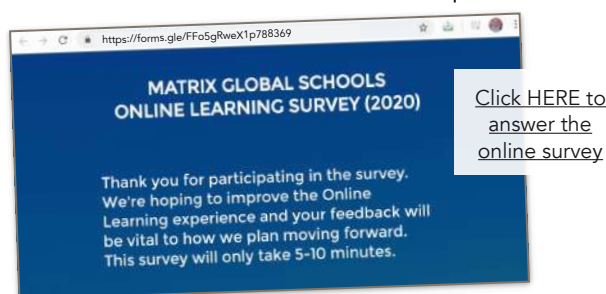 https://forms.gle/FFo5gRweX1p788369
MATRIX GLOBAL SCHOOLS
ONLINE LEARNING SURVEY (2020)
Click HERE to
answer the
online survey
Thank you for participating in the survey.
We're hoping to improve the Online
Learning experience and your feedback will
be vital to how we plan moving forward.
This survey will only take 5-10 minutes.